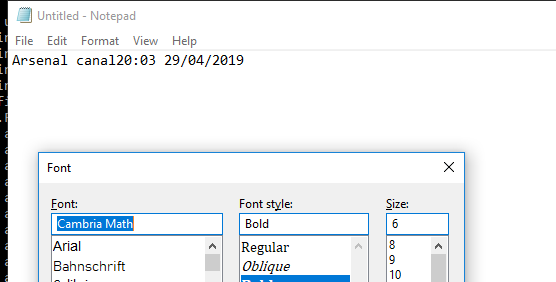 Untitled - Notepad
File Edit Format View Help
Arsenal canal20:03 29/04/2019
Font
Font: Font style: Size:
Cambria Math Bold 6
Arial Regular 8
Bahnschrift Oblique 9
10